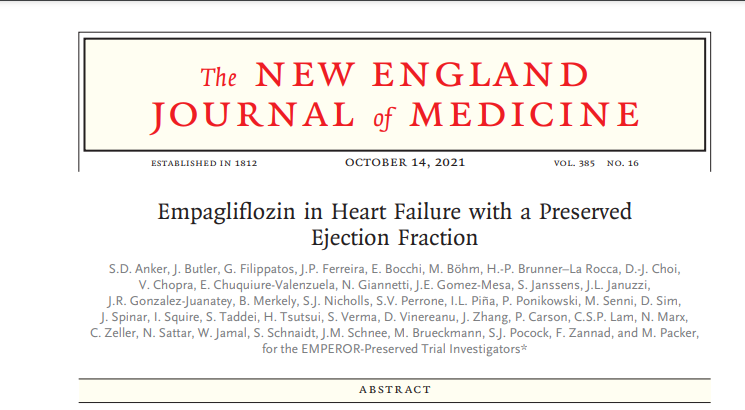 The NEW ENGLAND
JOURNAL of MEDICINE
ESTABLISHED IN 1812 OCTOBER 14, 2021 VOL. 385 NO. 16
Empagliflozin in Heart Failure with a Preserved
Ejection Fraction
S.D. Anker, J. Butler, G. Filippatos, J.P. Ferreira, E. Bocchi, M. Böhm, H.-P. Brunner–La Rocca, D.-J. Choi,
V. Chopra, E. Chuquiure-Valenzuela, N. Giannetti, J.E. Gomez-Mesa, S. Janssens, J.L. Januzzi,
J.R. Gonzalez-Juanatey, B. Merkely, S.J. Nicholls, S.V. Perrone, I.L. Piña, P. Ponikowski, M. Senni, D. Sim,
J. Spinar, I. Squire, S. Taddei, H. Tsutsui, S. Verma, D. Vinereanu, J. Zhang, P. Carson, C.S.P. Lam, N. Marx,
C. Zeller, N. Sattar, W. Jamal, S. Schnaidt, J.M. Schnee, M. Brueckmann, S.J. Pocock, F. Zannad, and M. Packer,
for the EMPEROR-Preserved Trial Investigators*
ABSTRACT